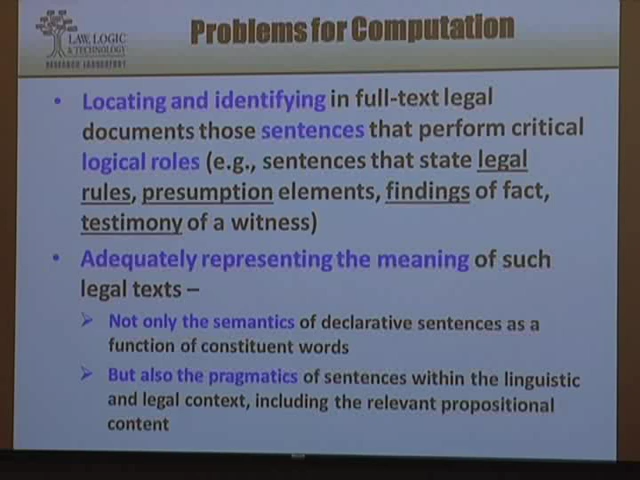 Problems for Computation
LAW, LOGIC
& TECHNOLOGY
RESEARCH LABORATORY
• Locating and identifying in full-text legal
documents those sentences that perform critical
logical roles (e.g., sentences that state legal
rules, presumption elements, findings of fact,
testimony of a witness)
• Adequately representing the meaning of such
legal texts –
➢ Not only the semantics of declarative sentences as a
function of constituent words
➢ But also the pragmatics of sentences within the linguistic
and legal context, including the relevant propositional
content